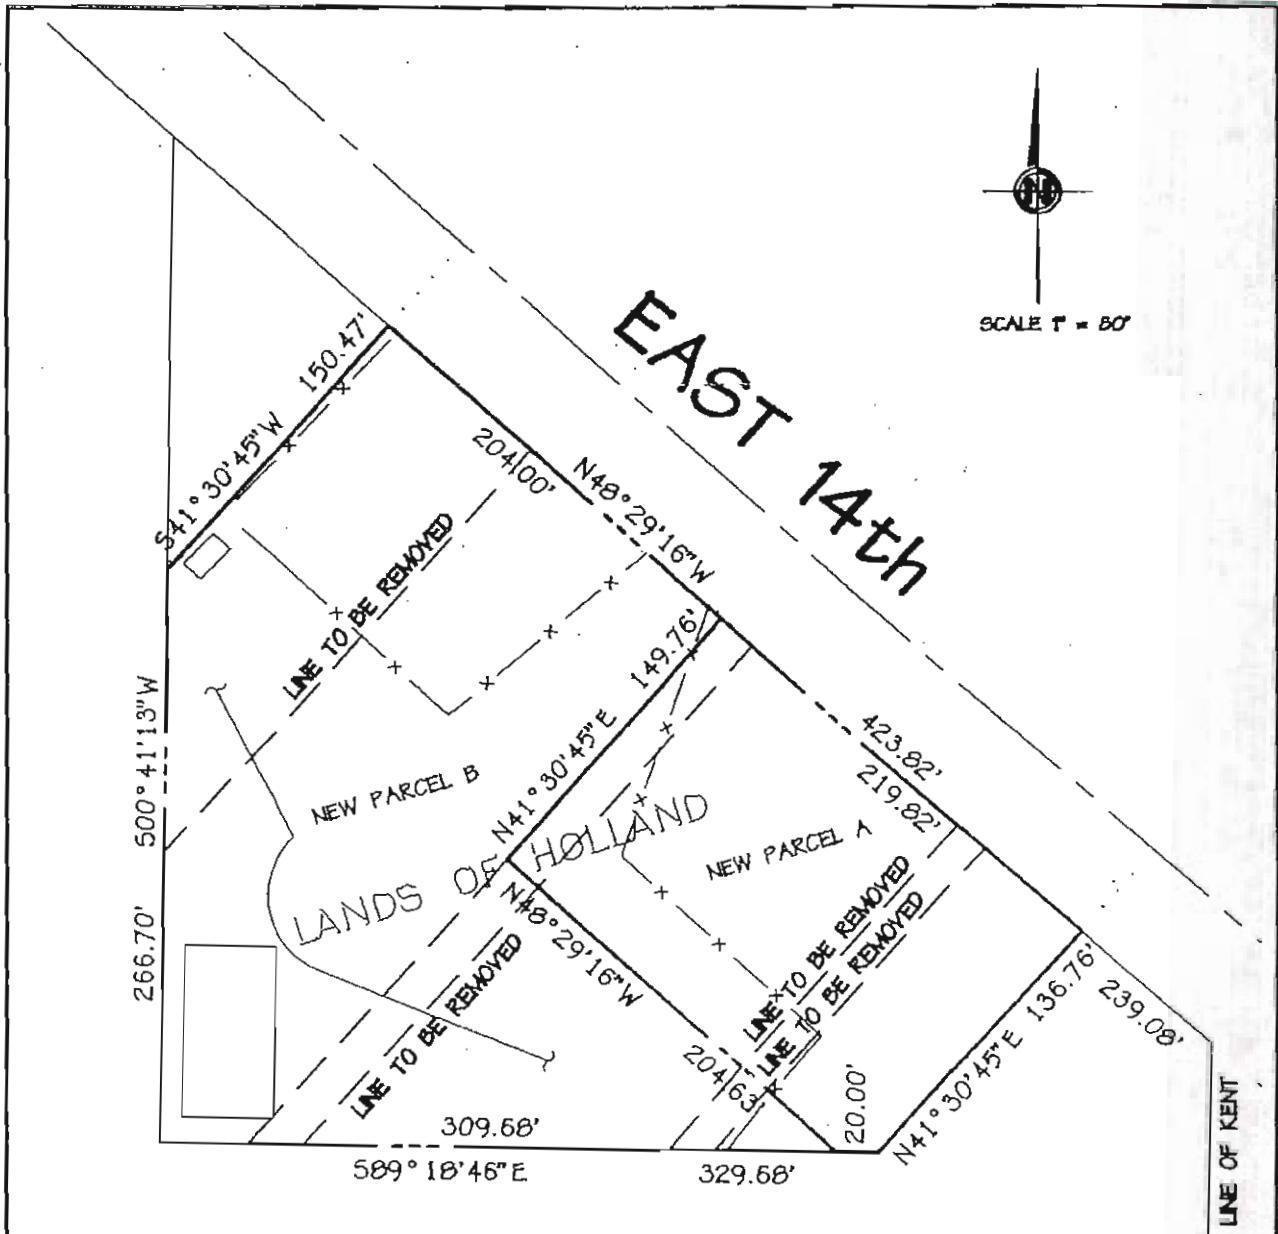 SCALE 1" = 80'
EAST 14th
150.47'
S41°30'45"W
204.00'
N48°29'16"W
LINE TO BE REMOVED
149.76'
N41°30'45"E
423.82'
219.82'
S00°41'13"W
266.70'
NEW PARCEL B
NEW PARCEL A
LANDS OF HOLLAND
N48°29'16"W
LINE TO BE REMOVED
LINE TO BE REMOVED
LINE TO BE REMOVED
204.63'
136.76'
N41°30'45"E
239.08'
20.00'
309.68'
S89°18'46"E
329.68'
LINE OF KENT
N